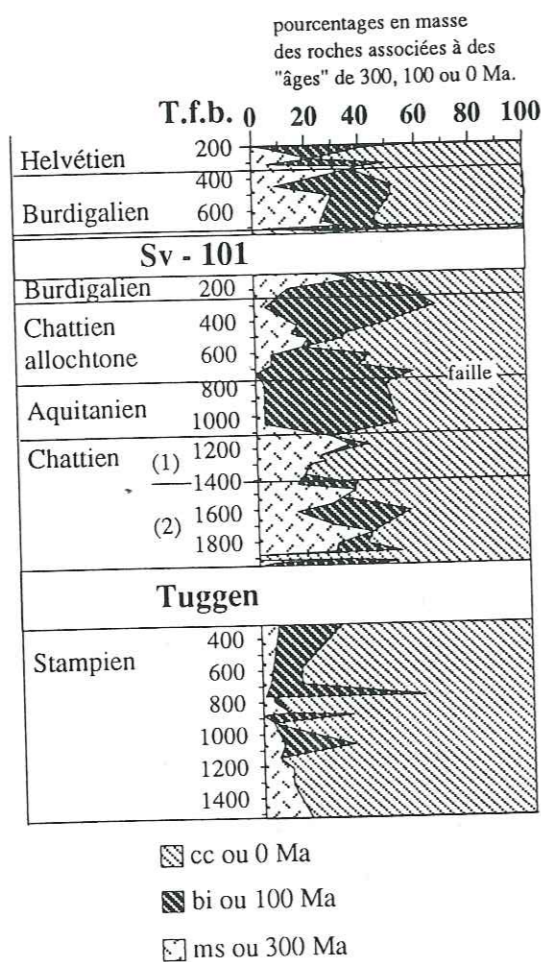 pourcentages en masse
des roches associées à des
"âges" de 300, 100 ou 0 Ma.
T.f.b. 0 20 40 60 80 100
Helvétien 200
400
Burdigalien 600
Sv - 101
Burdigalien 200
Chattien 400
allochtone 600
faille
800
Aquitanien 1000
Chattien (1) 1200
1400
(2) 1600
1800
Tuggen
400
Stampien 600
800
1000
1200
1400
cc ou 0 Ma
bi ou 100 Ma
ms ou 300 Ma